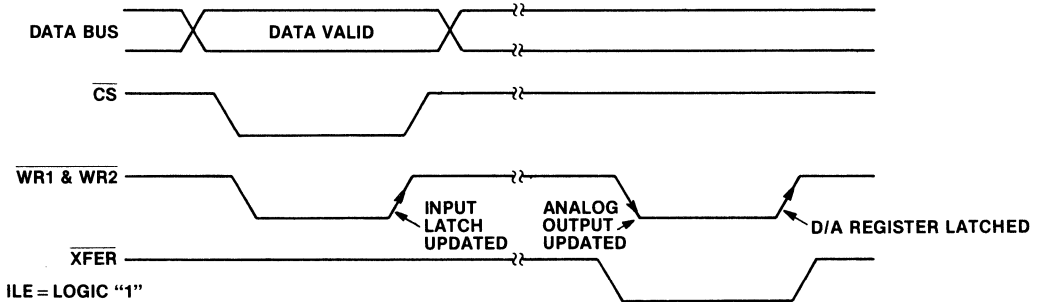 DATA BUS
DATA VALID
CS
WR1 & WR2
INPUT
LATCH
UPDATED
ANALOG
OUTPUT
UPDATED
D/A REGISTER LATCHED
XFER
ILE = LOGIC "1"